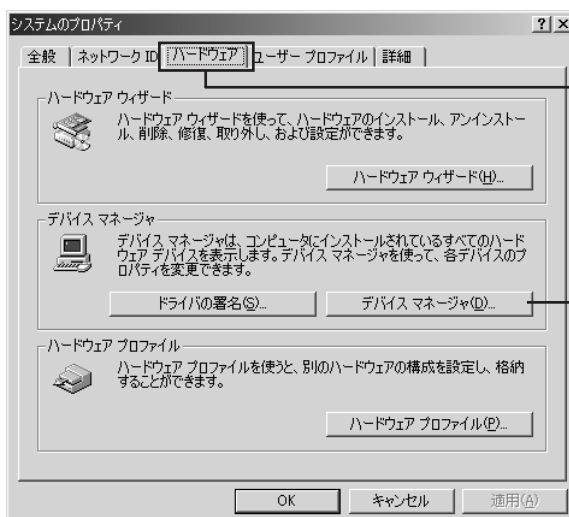 システムのプロパティ
全般 ネットワーク ID ハードウェア ユーザー プロファイル 詳細
ハードウェア ウィザード
ハードウェア ウィザードを使って、ハードウェアのインストール、アンインストー
ル、削除、修復、取り外し、および設定ができます。
ハードウェア ウィザード(H)...
デバイス マネージャ
デバイス マネージャは、コンピュータにインストールされているすべてのハード
ウェア デバイスを表示します。デバイス マネージャを使って、各デバイスのプ
ロパティを変更できます。
ドライバの署名(S)... デバイス マネージャ(D)...
ハードウェア プロファイル
ハードウェア プロファイルを使うと、別のハードウェアの構成を設定し、格納
することができます。
ハードウェア プロファイル(P)...
OK キャンセル 適用(A)